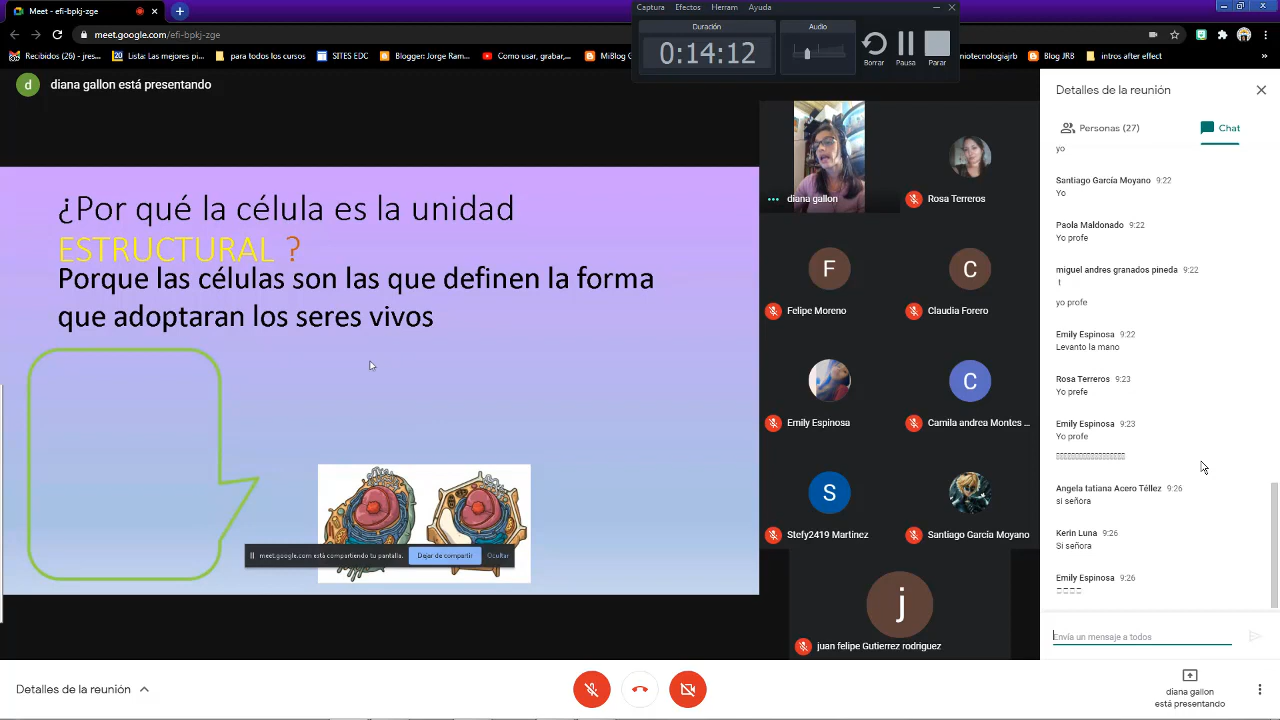 Meet - efi-bpkj-zge
Captura Efectos Herram Ayuda
Duración
0:14:12
Audio
Borrar
Pausa
Parar
meet.google.com/efi-bpkj-zge
Recibidos (20) - jres...
Liste Las mejores pl...
para todos los cursos
SITES EDC
Blogger: Jorge Ram...
Como usar, grabar,...
MiBlog G
niotecnologiajrb
Blog JRB
intros after effect
»
d
diana gallon está presentando
¿Por qué la célula es la unidad
ESTRUCTURAL ?
Porque las células son las que definen la forma
que adoptaran los seres vivos
meet.google.com está compartiendo tu pantalla.
Dejar de compartir
Ocultar
diana gallon
Rosa Terreros
F
Felipe Moreno
C
Claudia Forero
Emily Espinosa
C
Camila andrea Montes ...
S
Stefy2419 Martinez
Santiago García Moyano
j
juan felipe Gutierrez rodriguez
Detalles de la reunión
Personas (27)
Chat
yo
Santiago García Moyano 9:22
Yo
Paola Maldonado 9:22
Yo profe
miguel andres granados pineda 9:22
t
yo profe
Emily Espinosa 9:22
Levanto la mano
Rosa Terreros 9:23
Yo prefe
Emily Espinosa 9:23
Yo profe
Angela tatiana Acero Téllez 9:26
si señora
Kerin Luna 9:26
Si señora
Emily Espinosa 9:26
Envía un mensaje a todos
Detalles de la reunión
diana gallon
está presentando